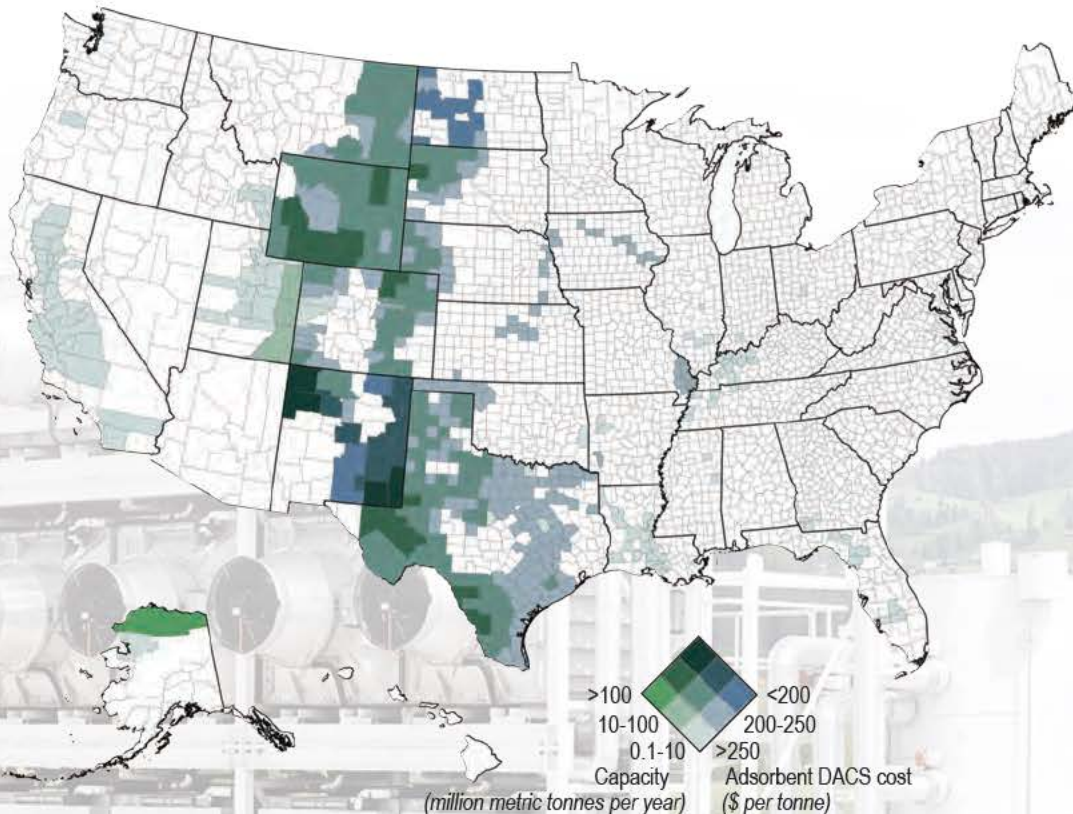 >100 <200
10-100 200-250
0.1-10 >250
Capacity Adsorbent DACS cost
(million metric tonnes per year) ($ per tonne)